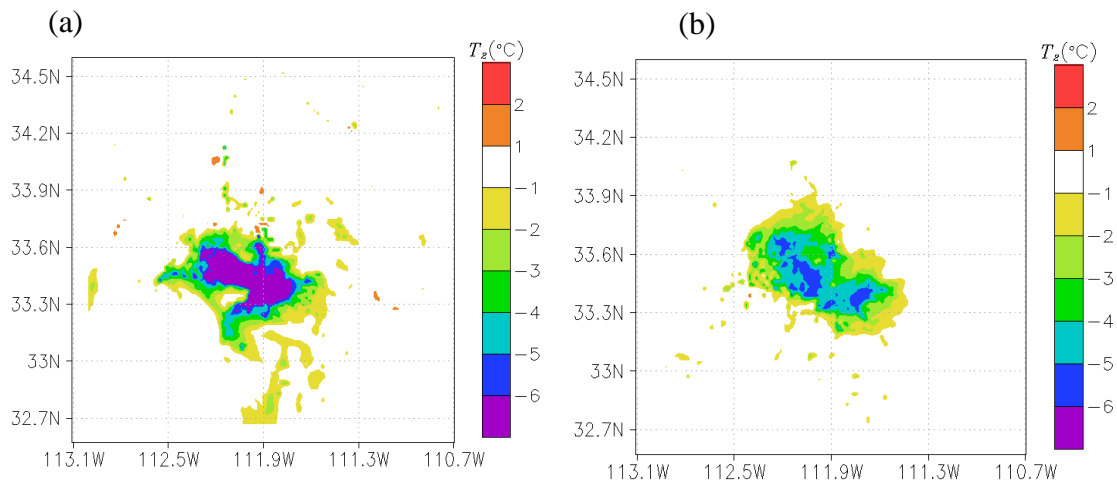 (a)
T₂(°C)
34.5N
34.2N
33.9N
33.6N
33.3N
33N
32.7N
113.1W 112.5W 111.9W 111.3W 110.7W
2
1
−1
−2
−3
−4
−5
−6
(b)
T₂(°C)
34.5N
34.2N
33.9N
33.6N
33.3N
33N
32.7N
113.1W 112.5W 111.9W 111.3W 110.7W
2
1
−1
−2
−3
−4
−5
−6